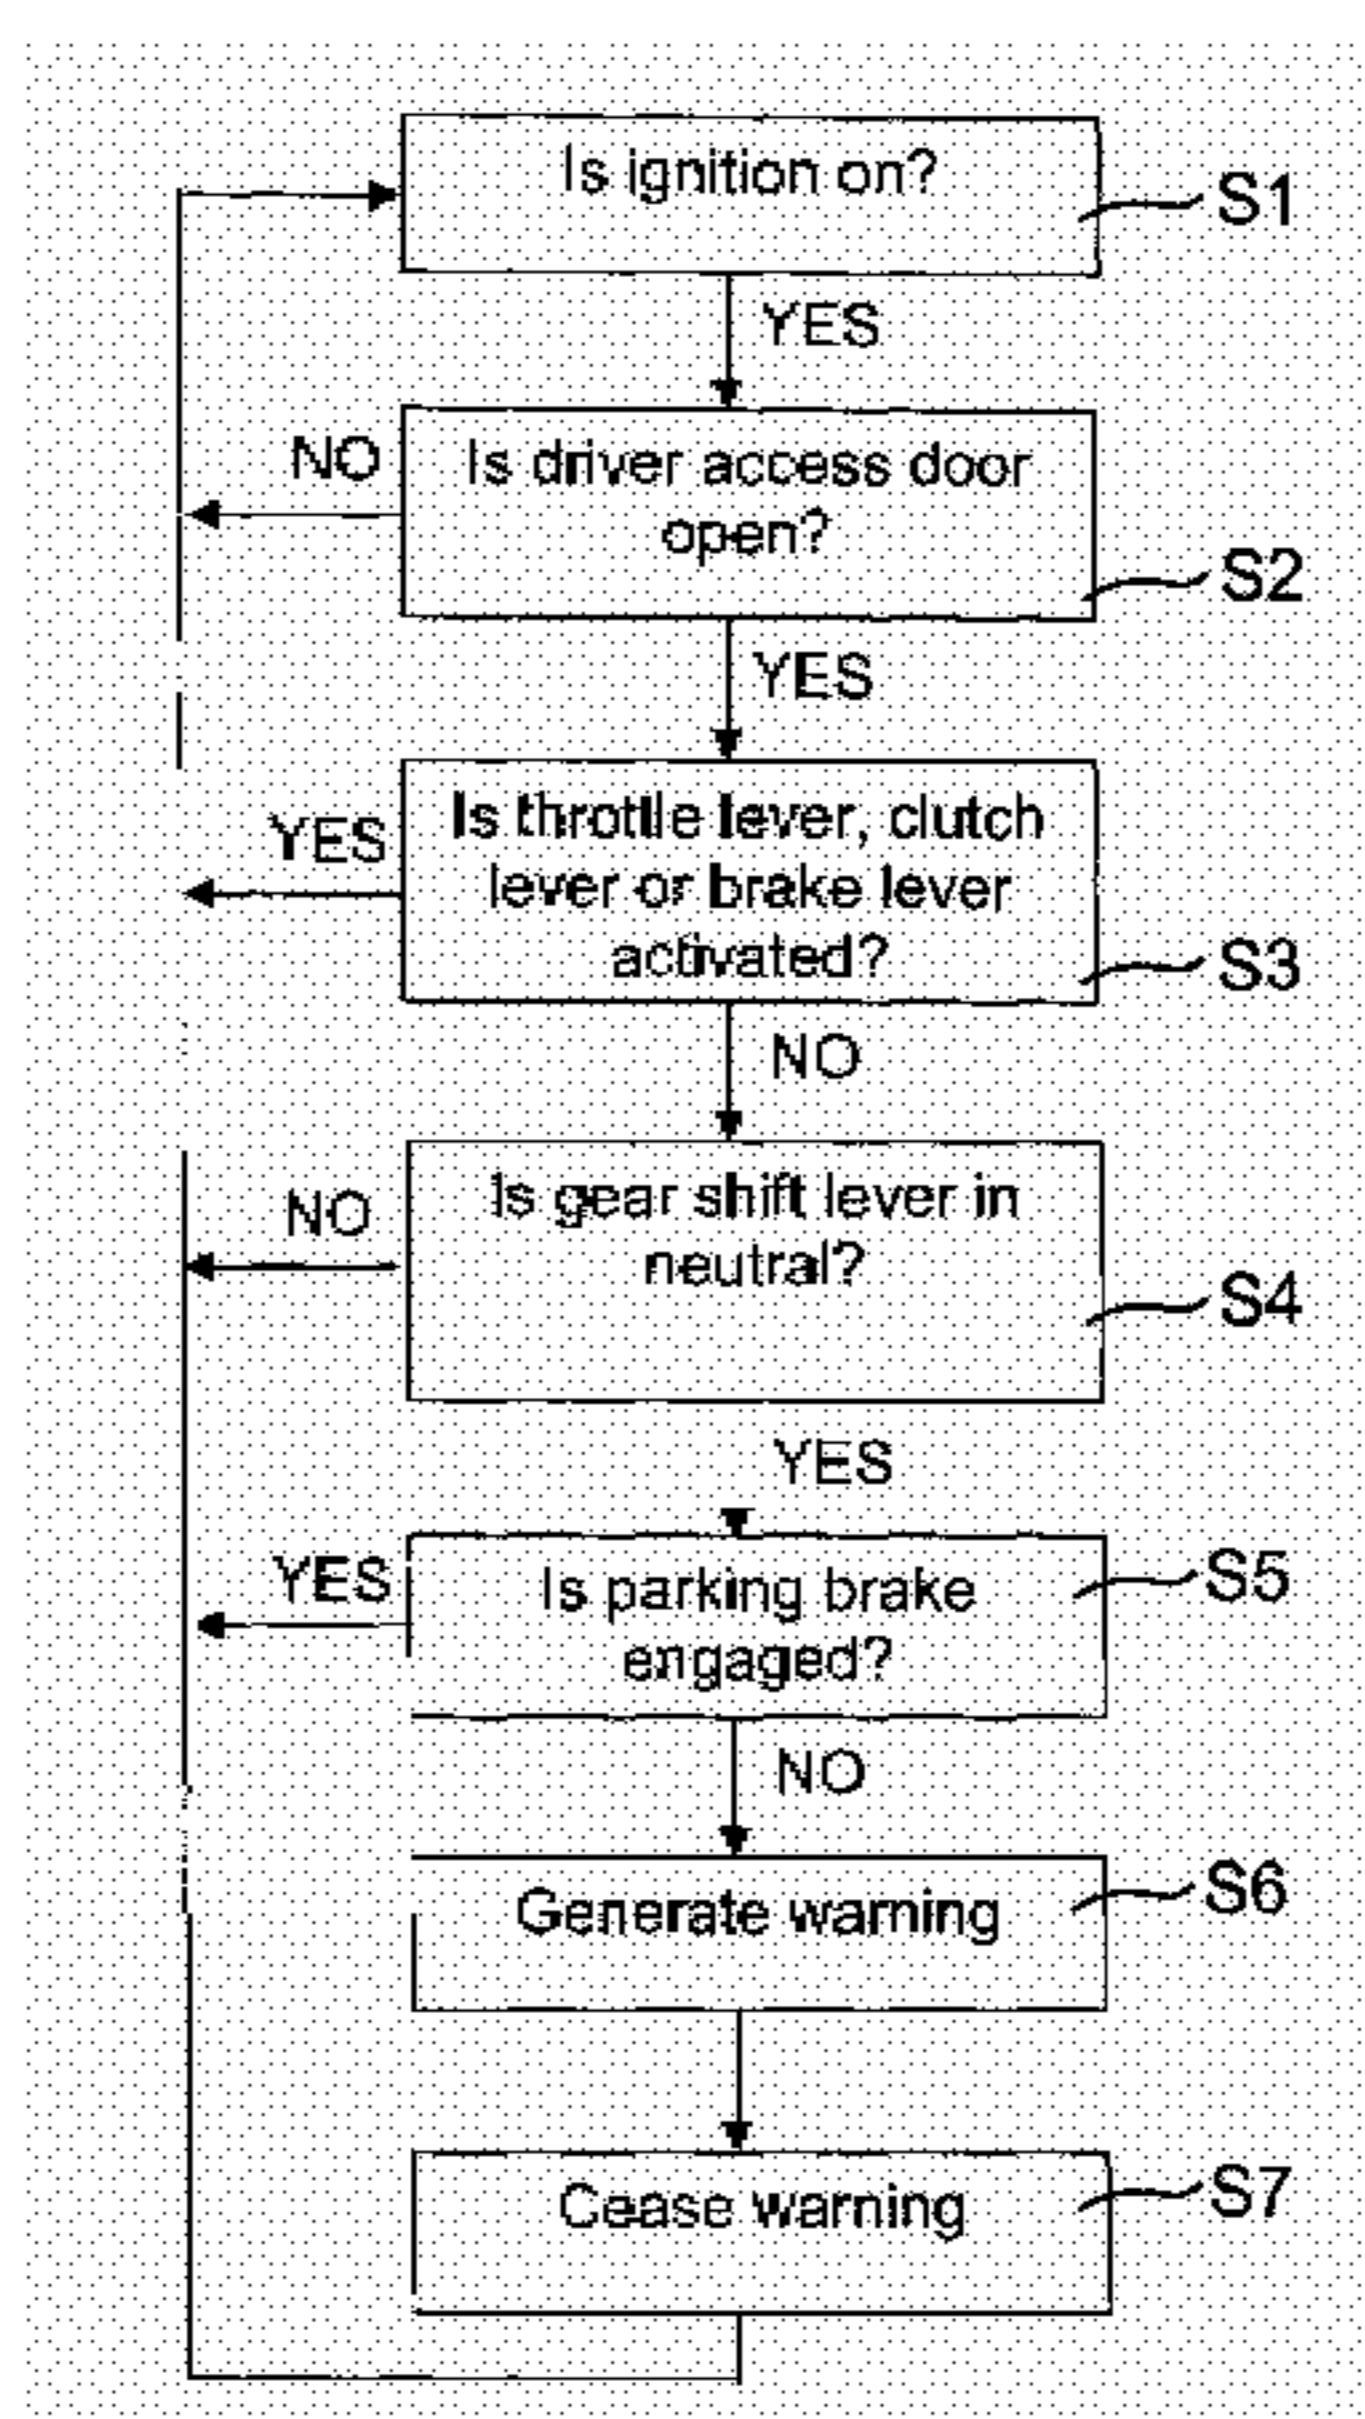 Is ignition on?
S1
YES
NO
Is driver access door
open?
S2
YES
YES
Is throttle lever, clutch
lever or brake lever
activated?
S3
NO
NO
Is gear shift lever in
neutral?
S4
YES
YES
Is parking brake
engaged?
S5
NO
Generate warning
S6
Cease warning
S7